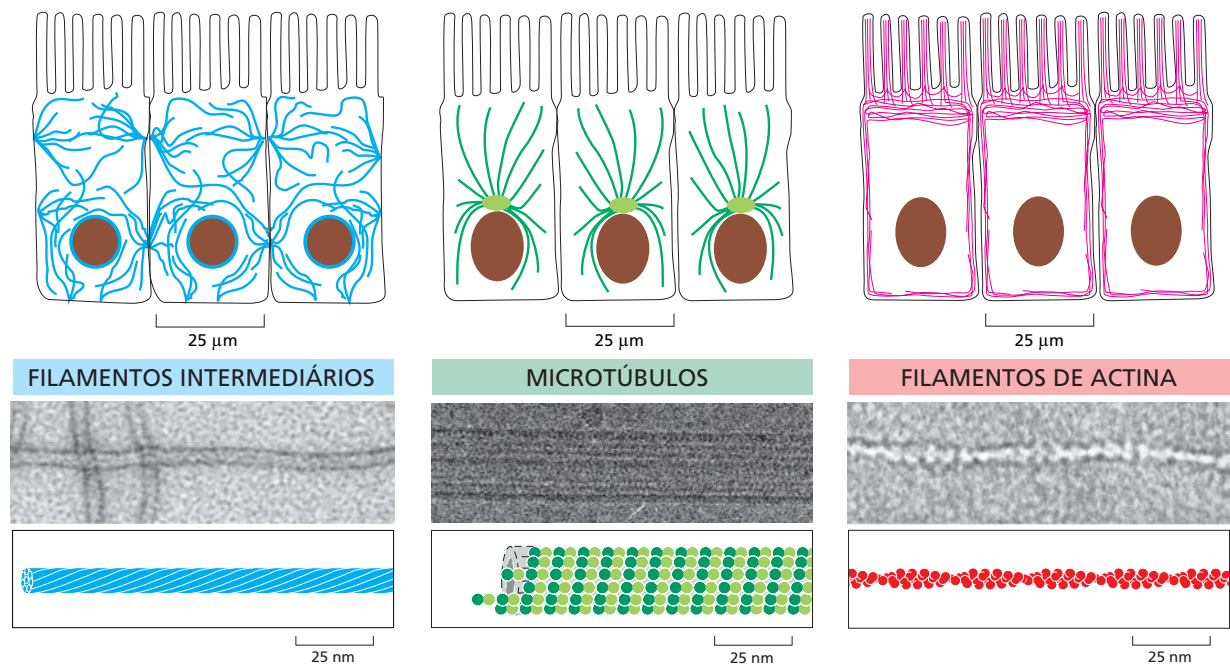 25 μm
25 μm
25 μm
FILAMENTOS INTERMEDIÁRIOS
MICROTÚBULOS
FILAMENTOS DE ACTINA
25 nm
25 nm
25 nm